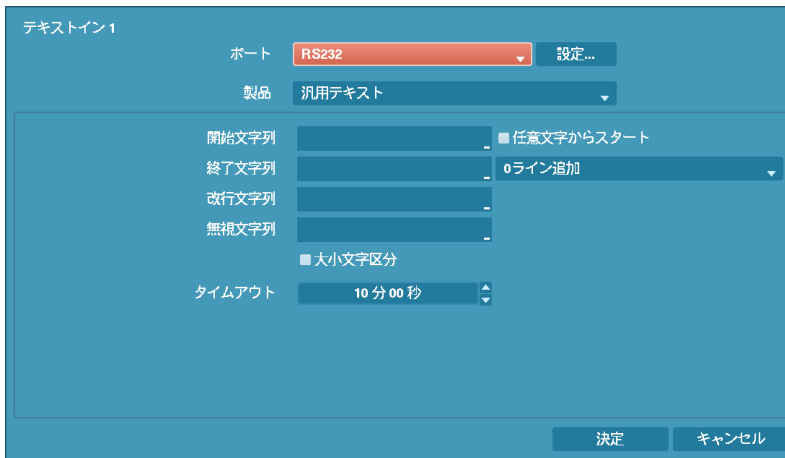 テキストイン 1
ポート RS232 設定...
製品 汎用テキスト
開始文字列 任意文字からスタート
終了文字列 0ライン追加
改行文字列
無視文字列
大小文字区分
タイムアウト 10 分 00 秒
決定 キャンセル